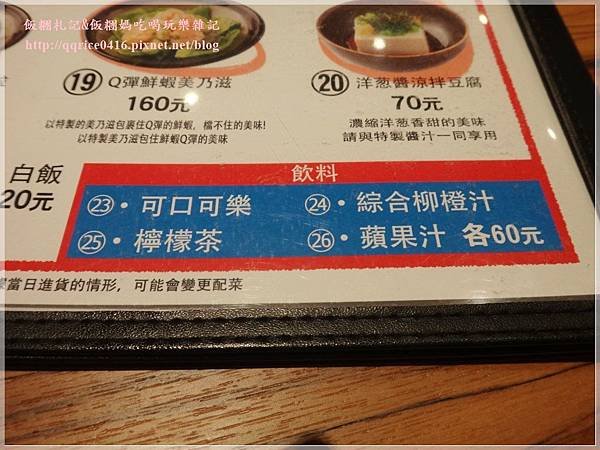 飯糰札記&飯糰媽吃喝玩樂雜記
http://qqrice0416.pixnet.net/blog
⑲ Q彈鮮蝦美乃滋
160元
以特製的美乃滋包裹住Q彈的鮮蝦，檔不住的美味!
以特製美乃滋包住鮮蝦Q彈的美味
⑳ 洋葱醬涼拌豆腐
70元
濃縮洋葱香甜的美味
請與特製醬汁一同享用
白飯
20元
飲料
㉓・可口可樂
㉔・綜合柳橙汁
㉕・檸檬茶
㉖・蘋果汁 各60元
當日進貨的情形，可能會變更配菜